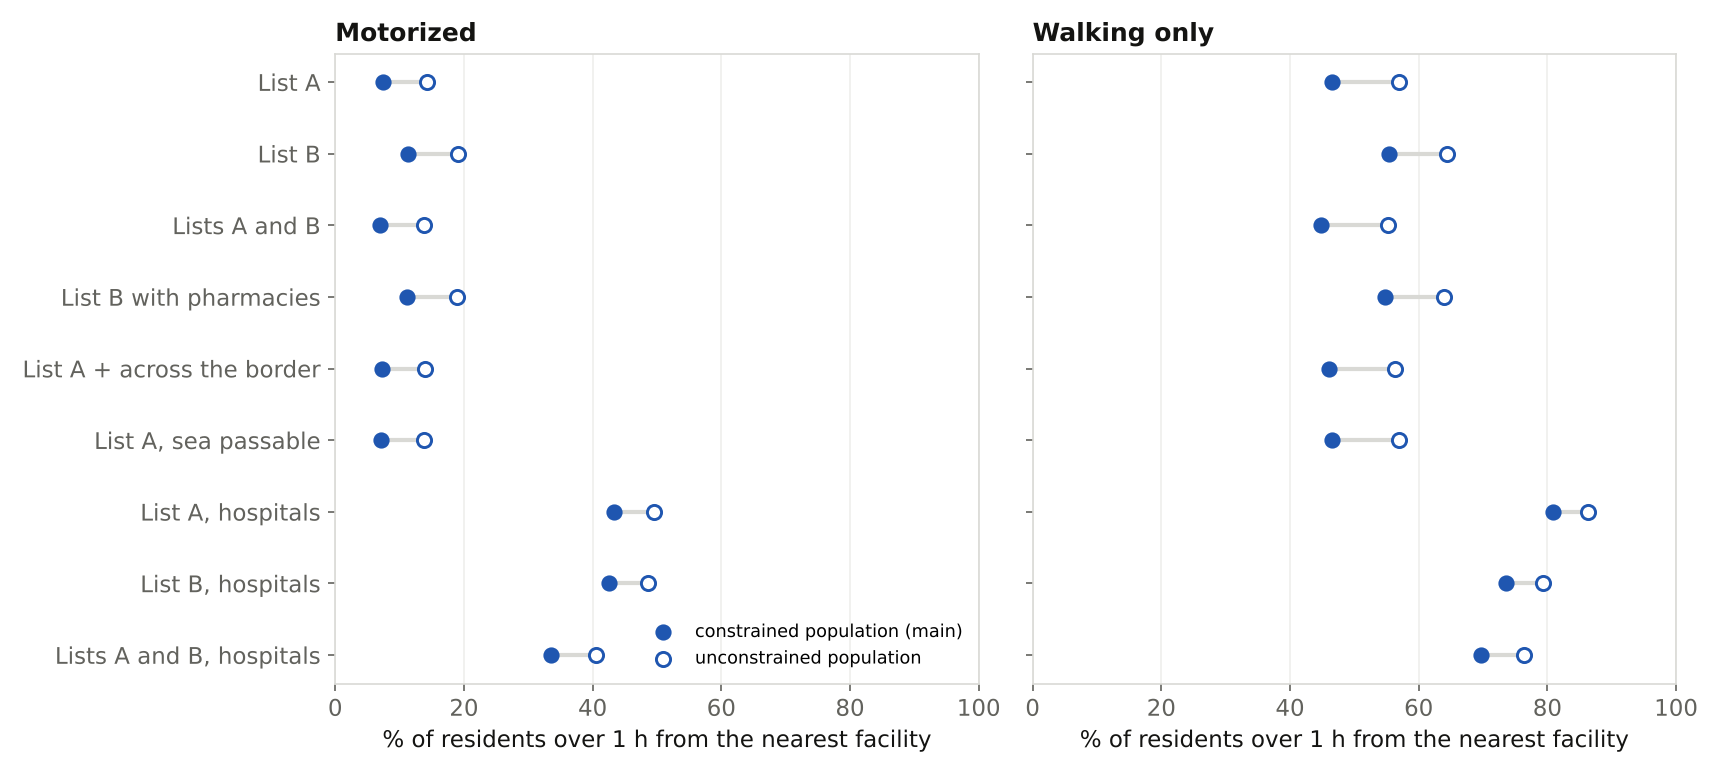 Motorized
Walking only
List A
List B
Lists A and B
List B with pharmacies
List A + across the border
List A, sea passable
List A, hospitals
List B, hospitals
Lists A and B, hospitals
constrained population (main)
unconstrained population
0 20 40 60 80 100
0 20 40 60 80 100
% of residents over 1 h from the nearest facility
% of residents over 1 h from the nearest facility